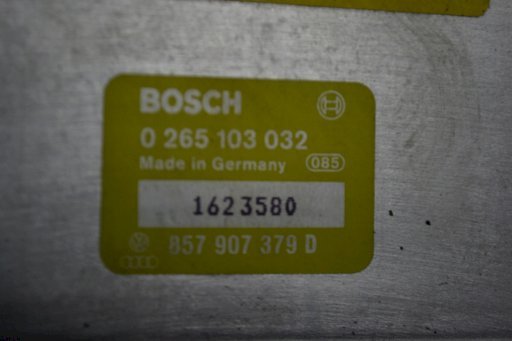 BOSCH
0 265 103 032
Made in Germany 085
1623580
857 907 379 D